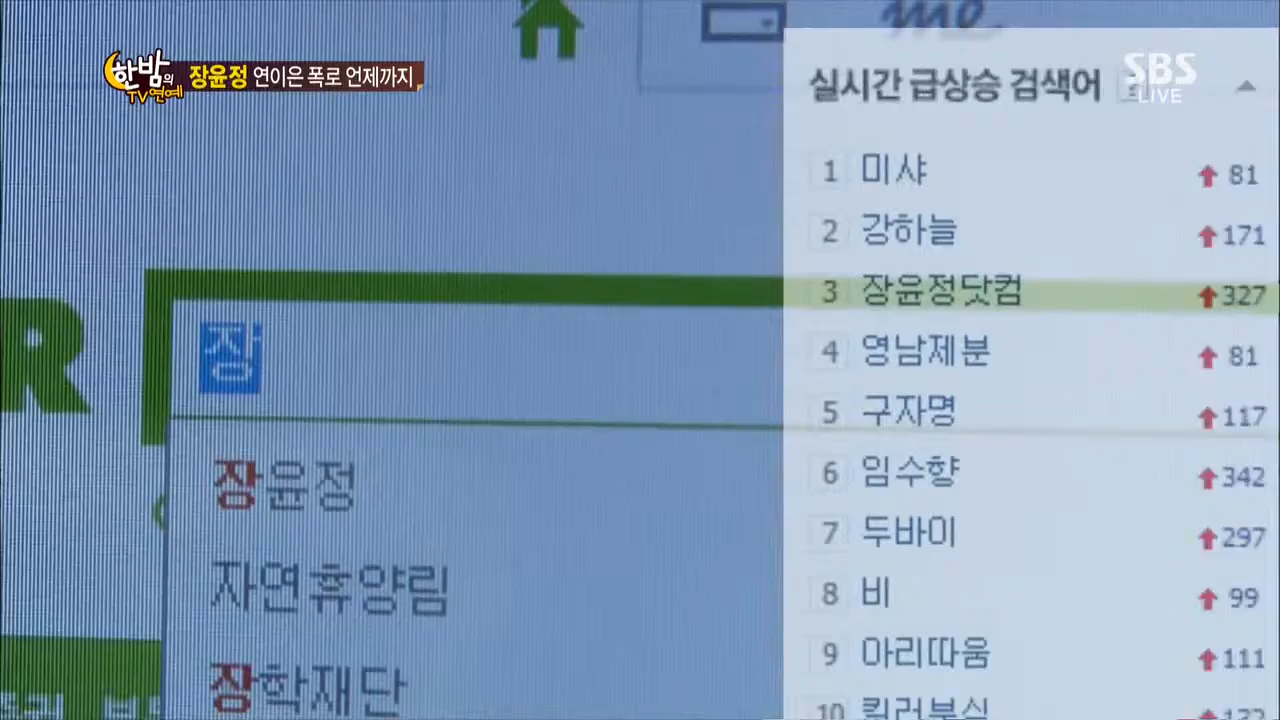 한밤의
TV연예
장윤정 연이은 폭로 언제까지
me
SBS
LIVE
실시간 급상승 검색어
1 미샤 81
2 강하늘 171
3 장윤정닷컴 327
4 영남제분 81
5 구자명 117
6 임수향 342
7 두바이 297
8 비 99
9 아리따움 111
10
R
장
장윤정
자연휴양림
장학재단